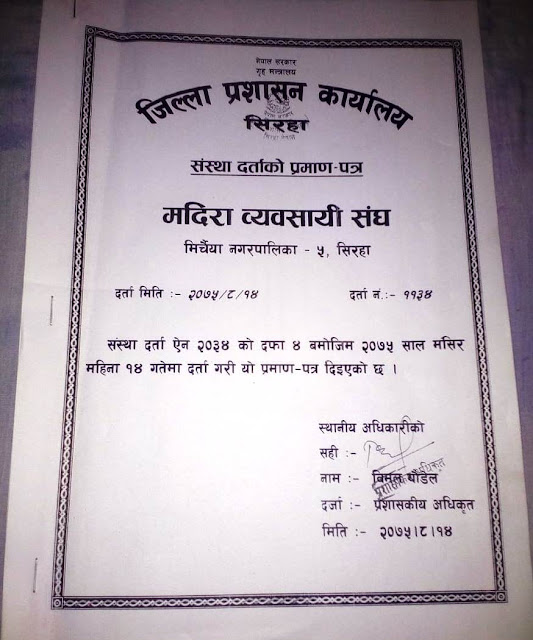 नेपाल सरकार
गृह मन्त्रालय
जिल्ला प्रशासन कार्यालय
सिरहा
संस्था दर्ताको प्रमाण-पत्र
मदिरा व्यवसायी संघ
मिर्चैया नगरपालिका - ५, सिरहा
दर्ता मिति :- २०७५/८/१४ दर्ता नं.:- ११३४
संस्था दर्ता ऐन २०३४ को दफा ४ बमोजिम २०७५ साल मंसिर
महिना १४ गतेमा दर्ता गरी यो प्रमाण-पत्र दिइएको छ ।
स्थानीय अधिकारीको
सही :-
नाम :- बिमल पौडेल
दर्जा :- प्रशासकीय अधिकृत
मिति :- २०७५।८।१४